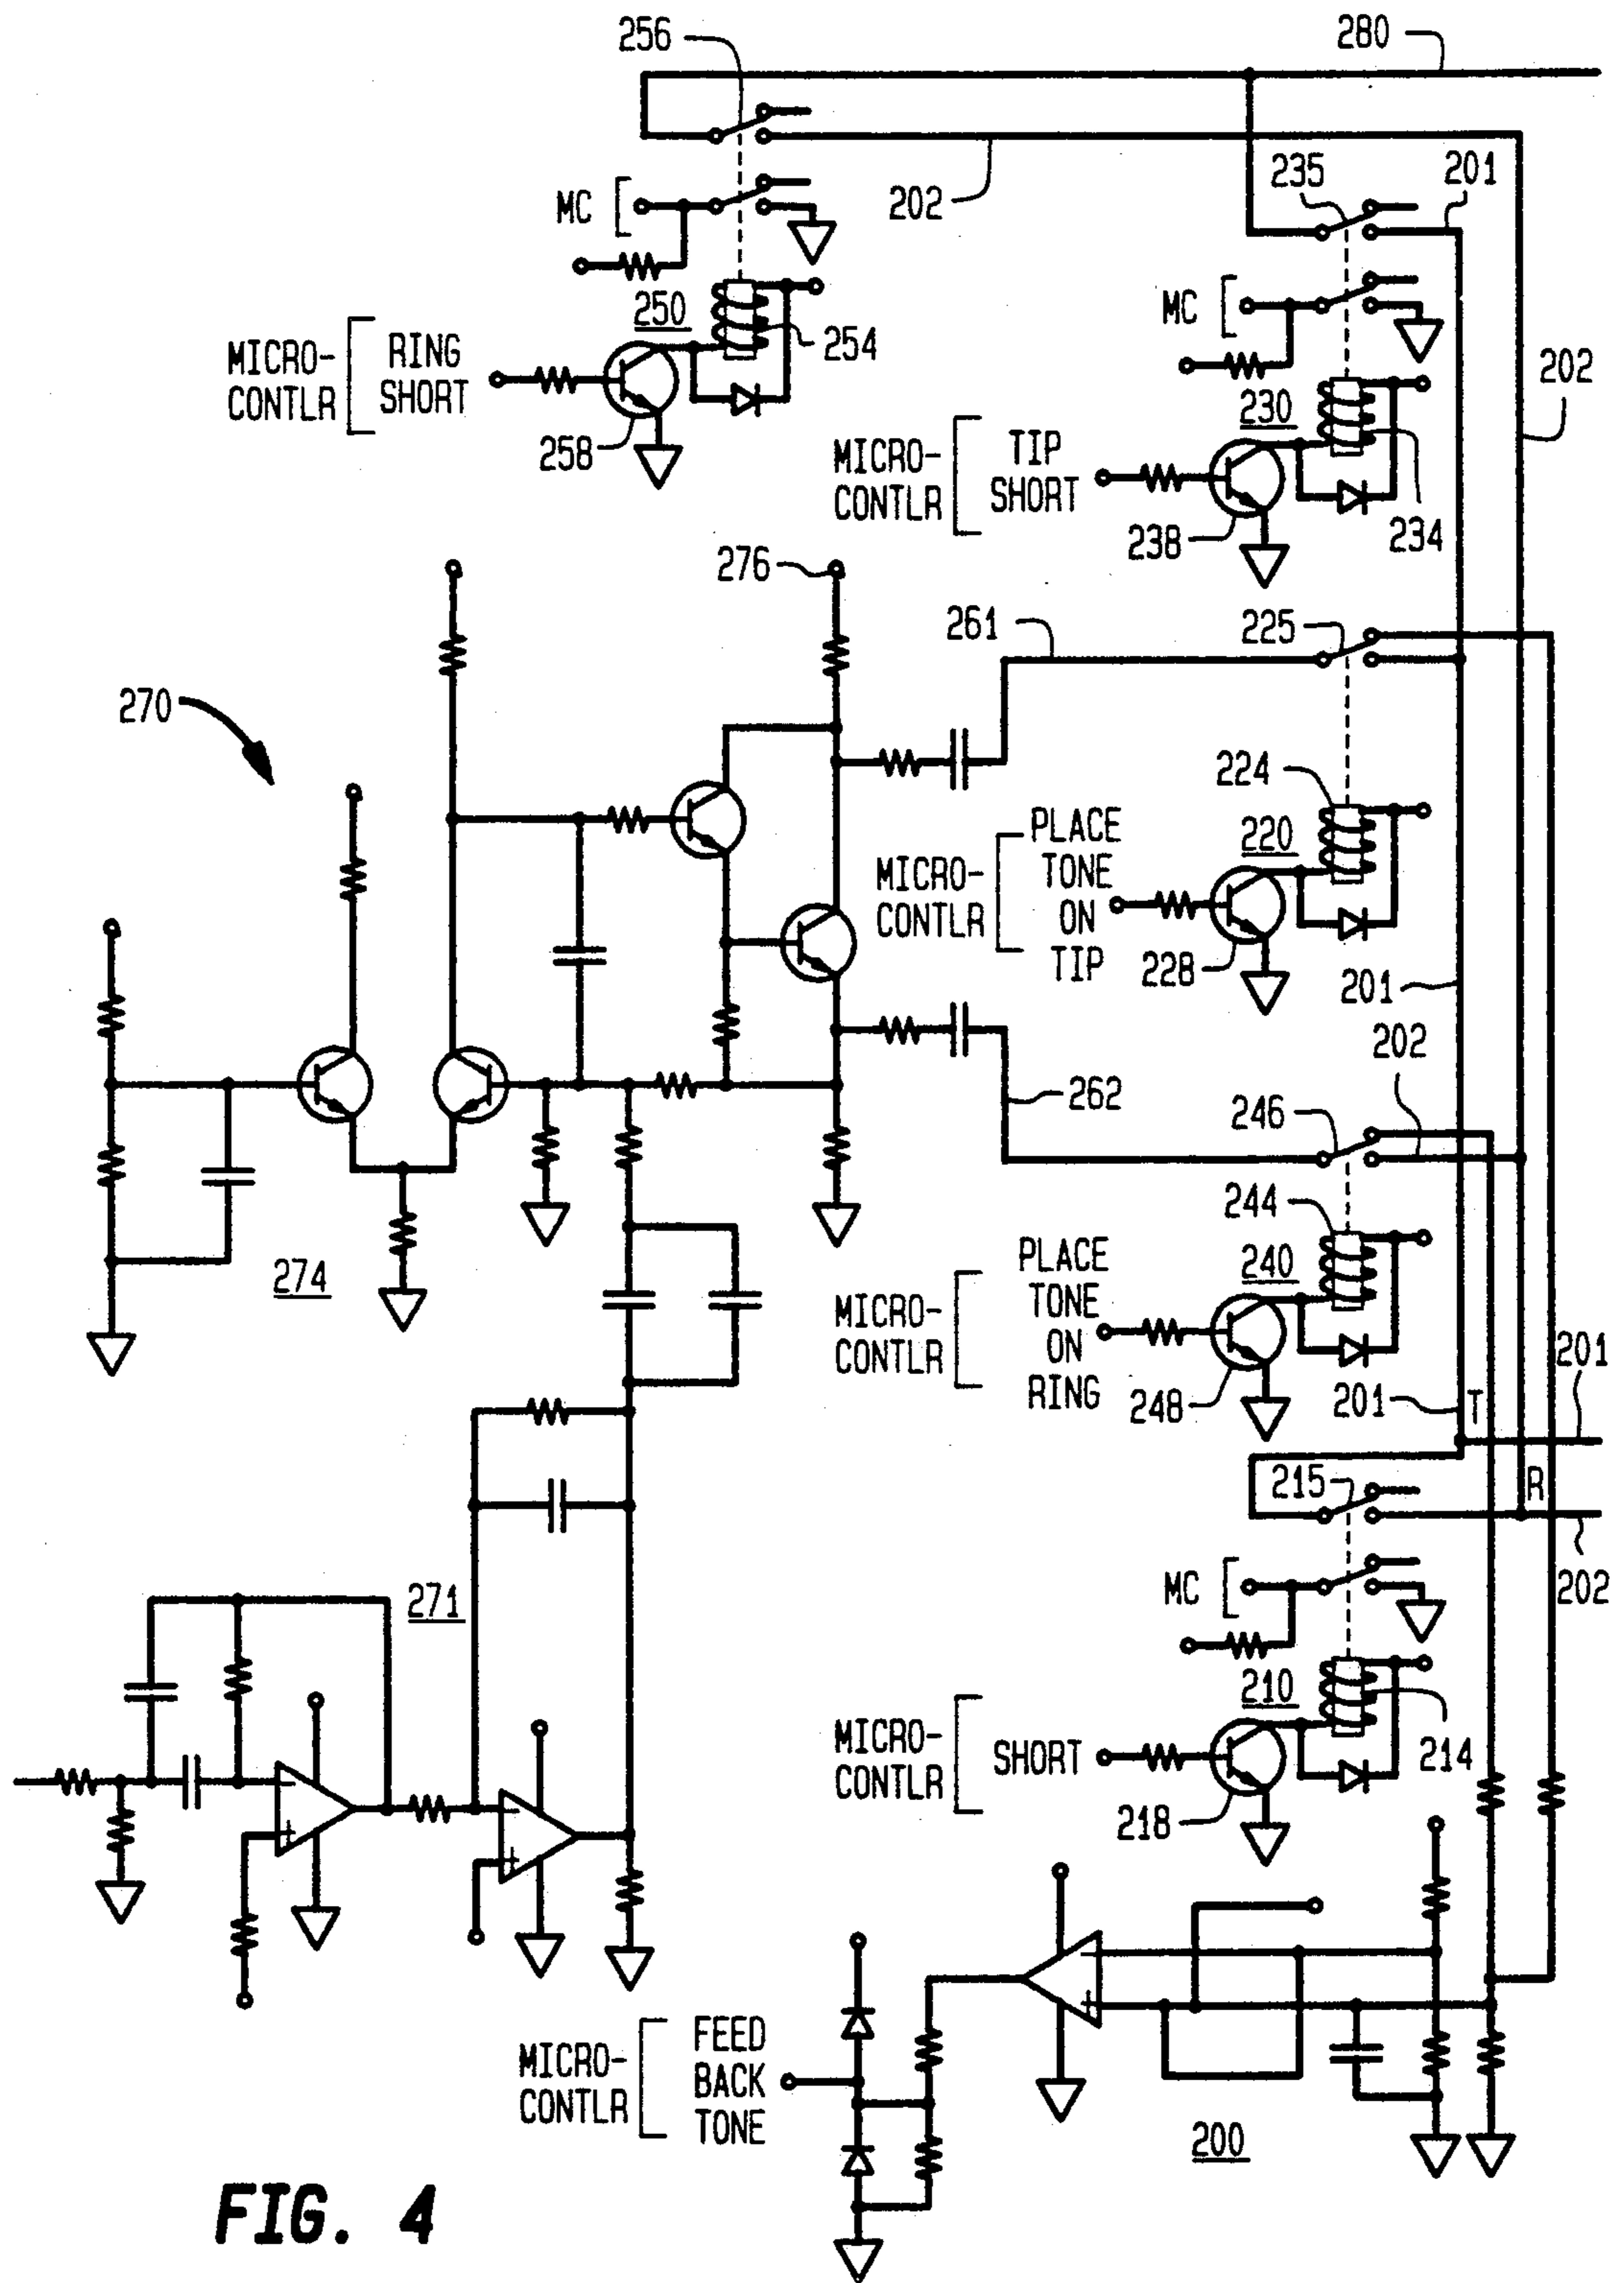 256
280
235
201
MC
202
MC
250
254
MICRO-
CONTLR
RING
SHORT
258
202
230
MICRO-
CONTLR
TIP
SHORT
234
238
276
261
225
270
224
220
MICRO-
CONTLR
PLACE
TONE
ON
TIP
228
201
202
262
246
244
274
240
MICRO-
CONTLR
PLACE
TONE
ON
RING
248
201
T
201
215
R
MC
202
271
210
MICRO-
CONTLR
SHORT
214
218
-
+
-
+
-
+
MICRO-
CONTLR
FEED
BACK
TONE
200
FIG. 4